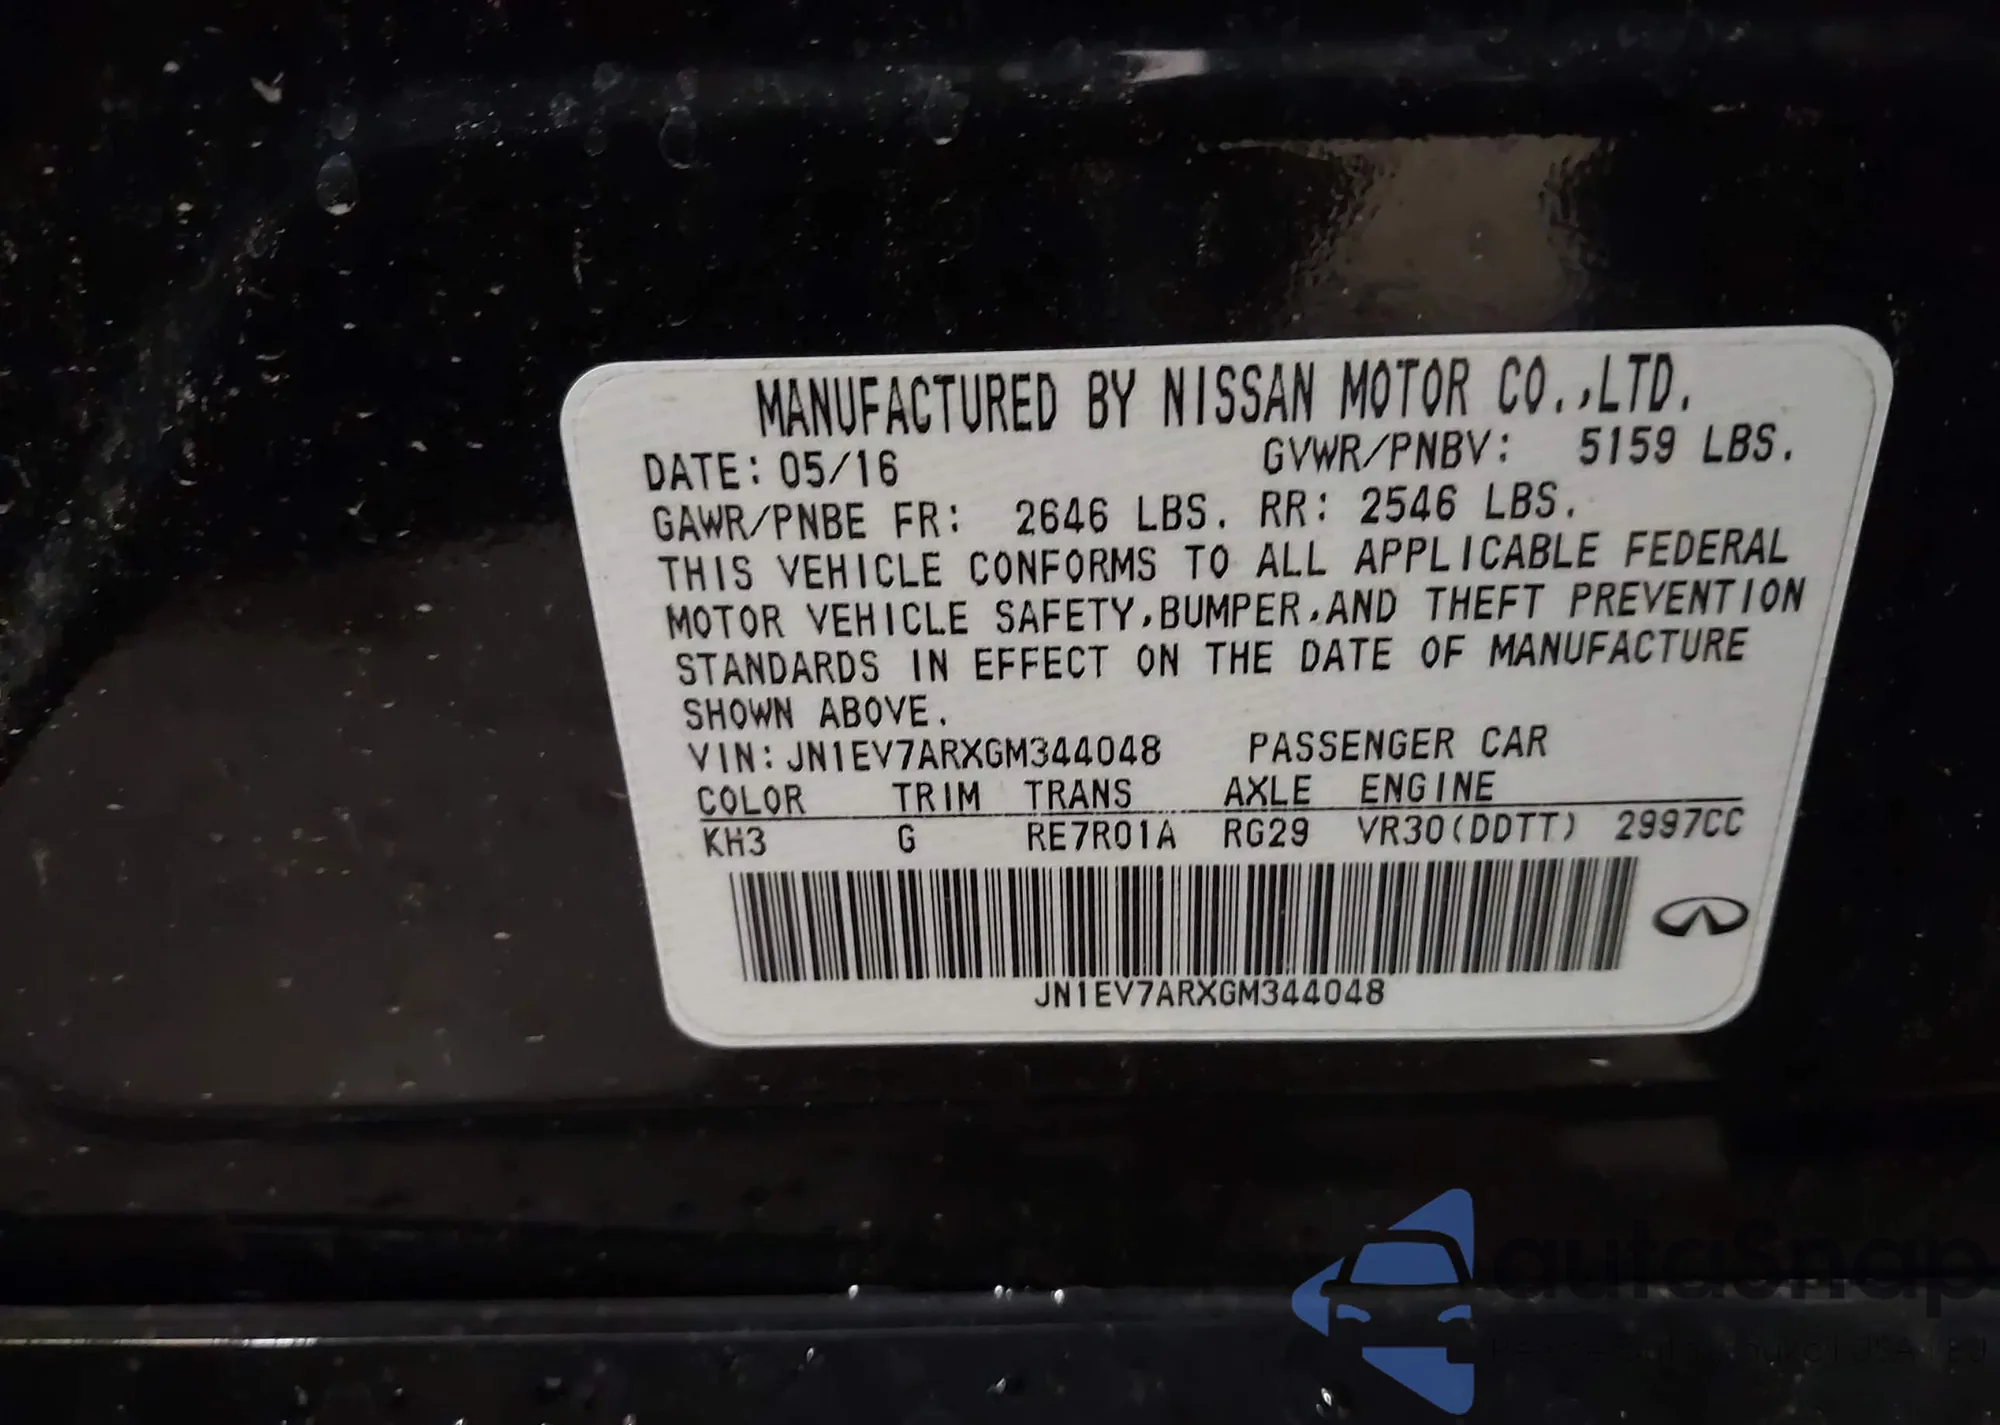 MANUFACTURED BY NISSAN MOTOR CO.,LTD.
DATE: 05/16 GVWR/PNBV: 5159 LBS.
GAWR/PNBE FR: 2646 LBS. RR: 2546 LBS.
THIS VEHICLE CONFORMS TO ALL APPLICABLE FEDERAL
MOTOR VEHICLE SAFETY,BUMPER,AND THEFT PREVENTION
STANDARDS IN EFFECT ON THE DATE OF MANUFACTURE
SHOWN ABOVE.
VIN:JN1EV7ARXGM344048 PASSENGER CAR
COLOR TRIM TRANS AXLE ENGINE
KH3 G RE7R01A RG29 VR30(DDTT) 2997CC
JN1EV7ARXGM344048
autosnap